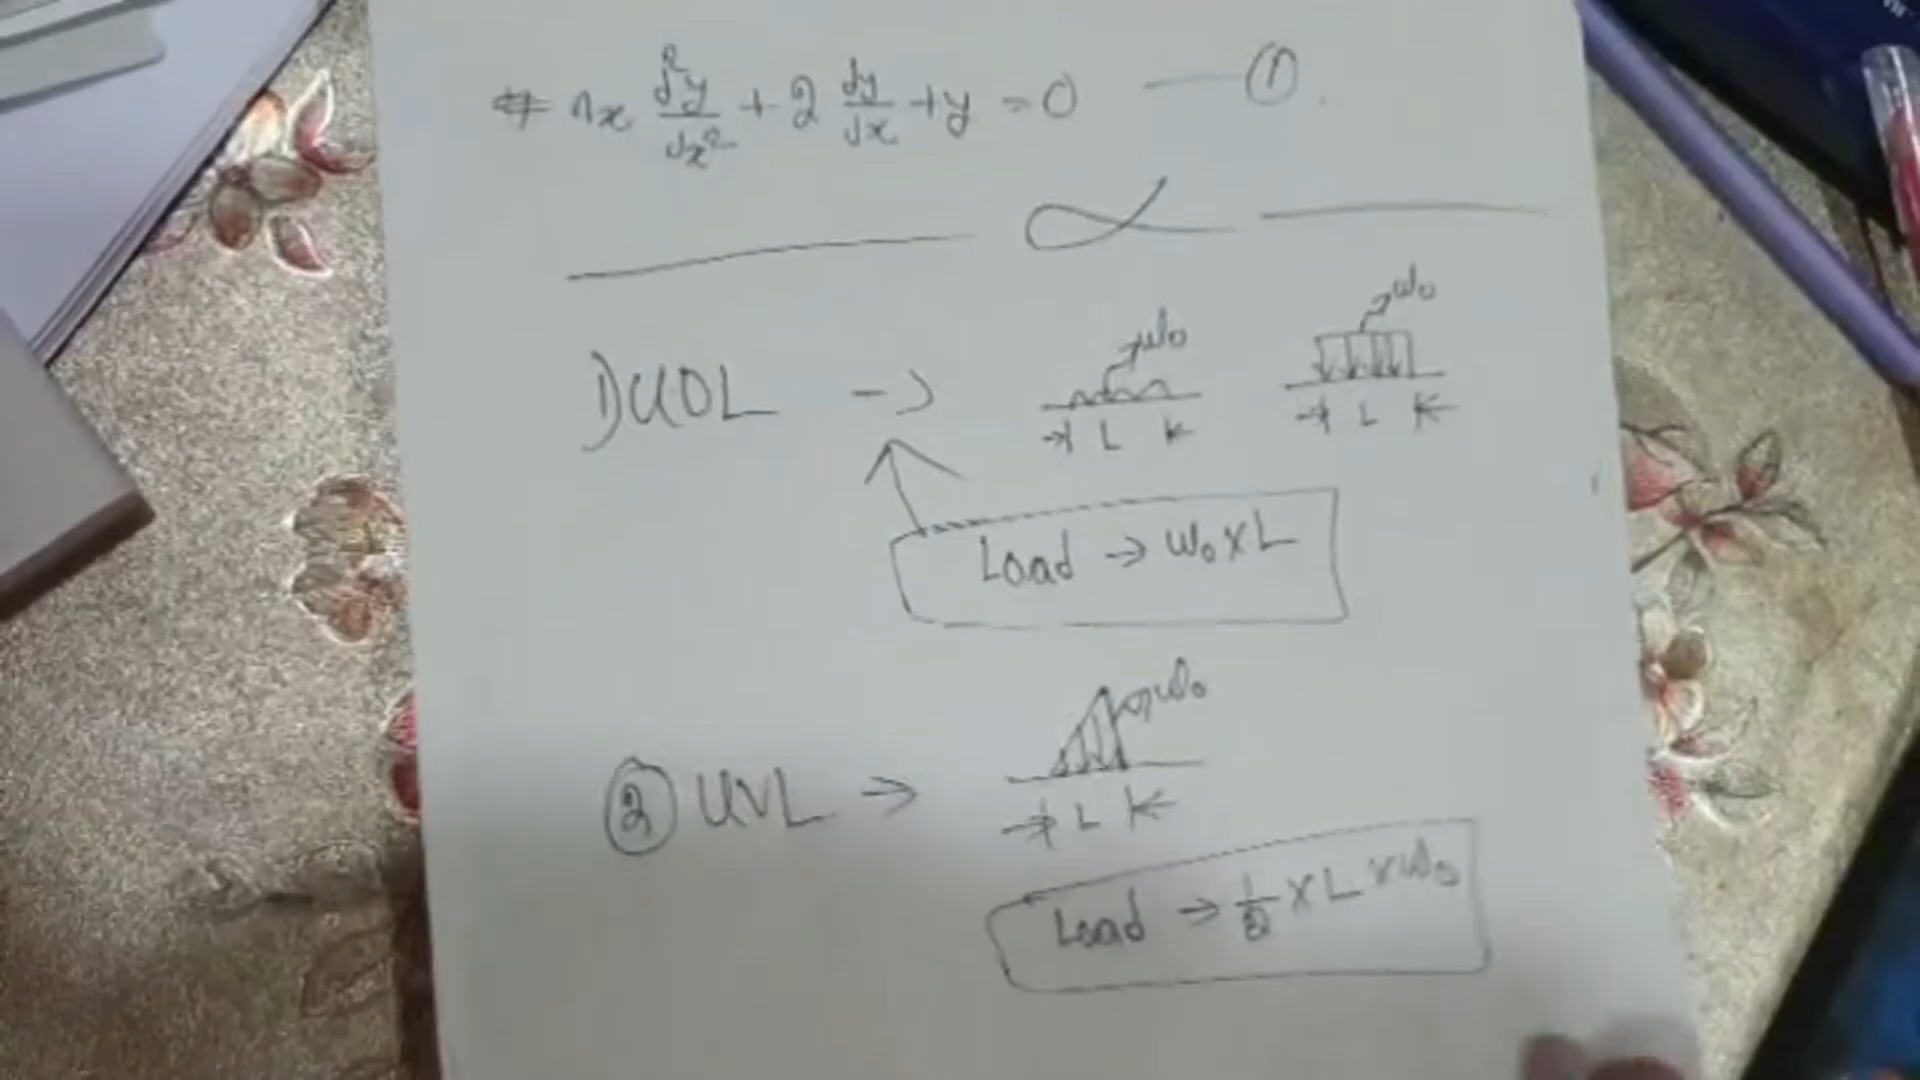 # 4x d²y/dx² + 2 dy/dx + y = 0 — ①.
1) UDL -> w₀ w₀
L L
Load → w₀ x L
w₀
② UVL →
L
Load → 1/2 x L x w₀